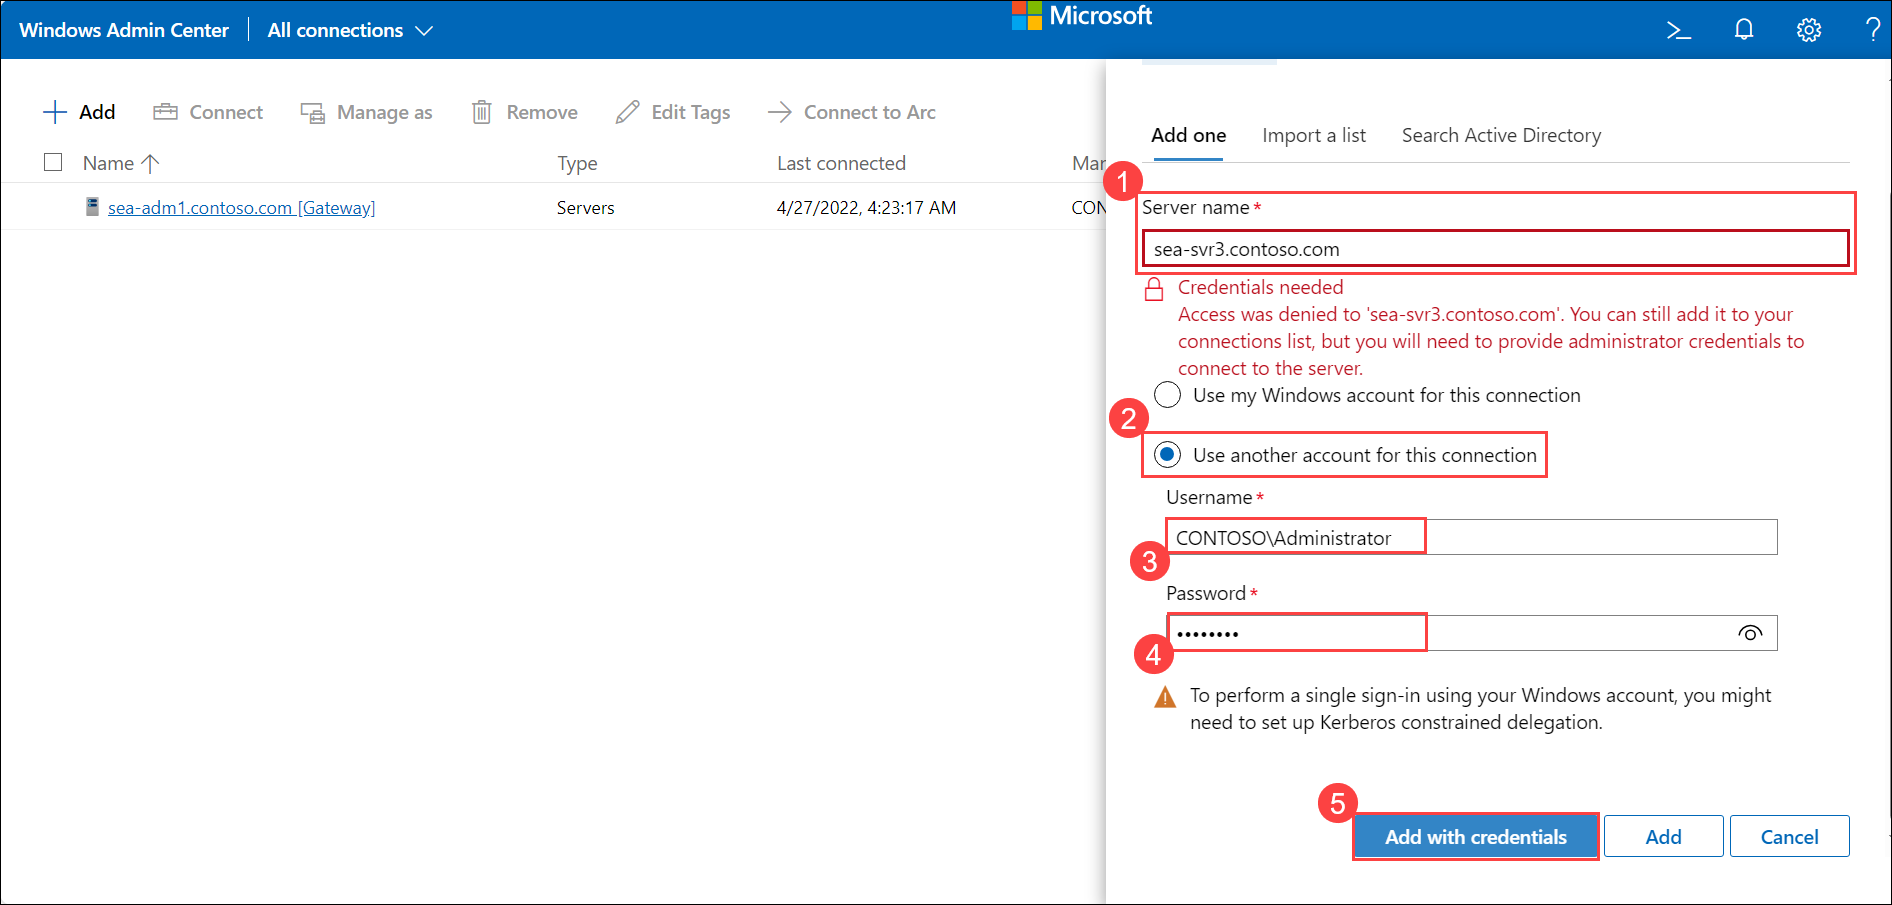 Windows Admin Center
All connections
Microsoft
?
Add
Connect
Manage as
Remove
Edit Tags
Connect to Arc
Name
Type
Last connected
Mar
sea-adm1.contoso.com [Gateway]
Servers
4/27/2022, 4:23:17 AM
CON
Add one
Import a list
Search Active Directory
1
Server name*
sea-svr3.contoso.com
Credentials needed
Access was denied to 'sea-svr3.contoso.com'. You can still add it to your
connections list, but you will need to provide administrator credentials to
connect to the server.
Use my Windows account for this connection
2
Use another account for this connection
Username*
CONTOSO\Administrator
3
Password*
••••••••
4
To perform a single sign-in using your Windows account, you might
need to set up Kerberos constrained delegation.
5
Add with credentials
Add
Cancel